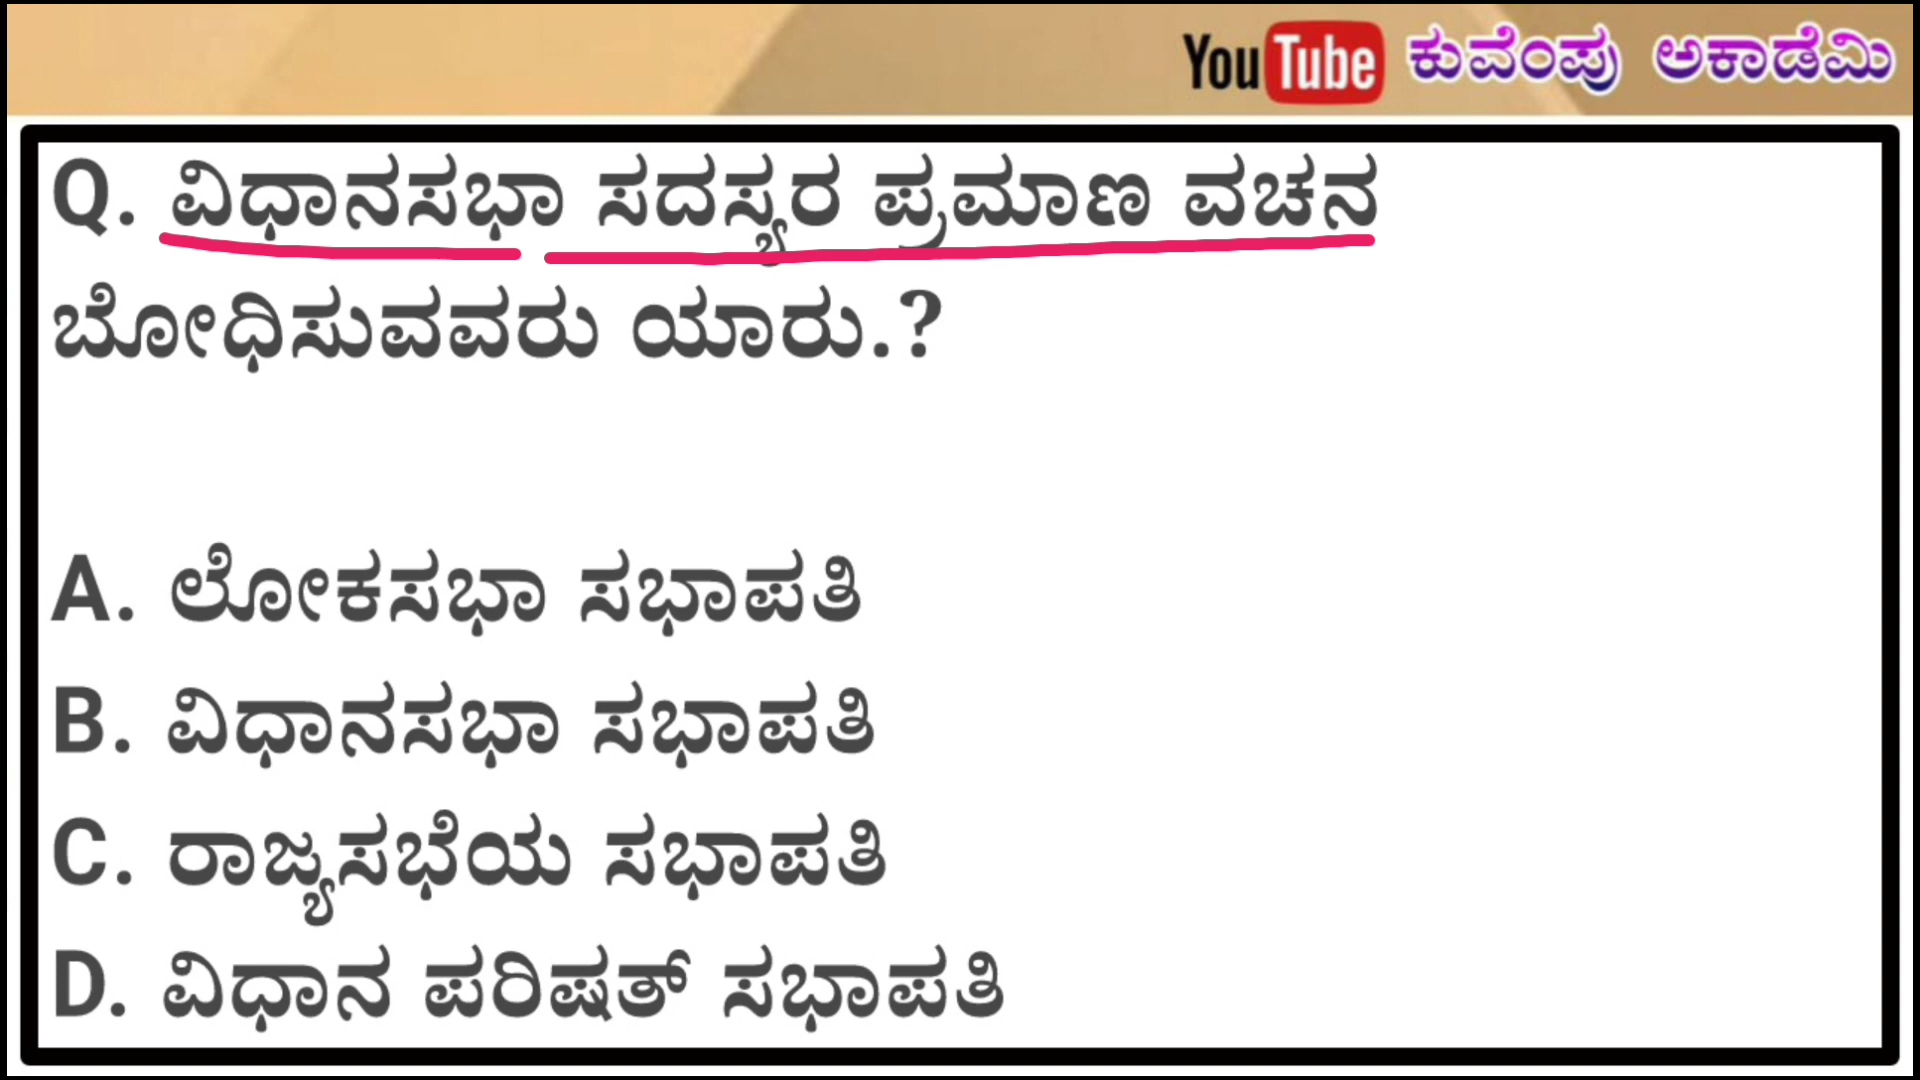 YouTube ಕುವೆಂಪು ಅಕಾಡೆಮಿ
Q. ವಿಧಾನಸಭಾ ಸದಸ್ಯರ ಪ್ರಮಾಣ ವಚನ
ಬೋಧಿಸುವವರು ಯಾರು.?
A. ಲೋಕಸಭಾ ಸಭಾಪತಿ
B. ವಿಧಾನಸಭಾ ಸಭಾಪತಿ
C. ರಾಜ್ಯಸಭೆಯ ಸಭಾಪತಿ
D. ವಿಧಾನ ಪರಿಷತ್ ಸಭಾಪತಿ